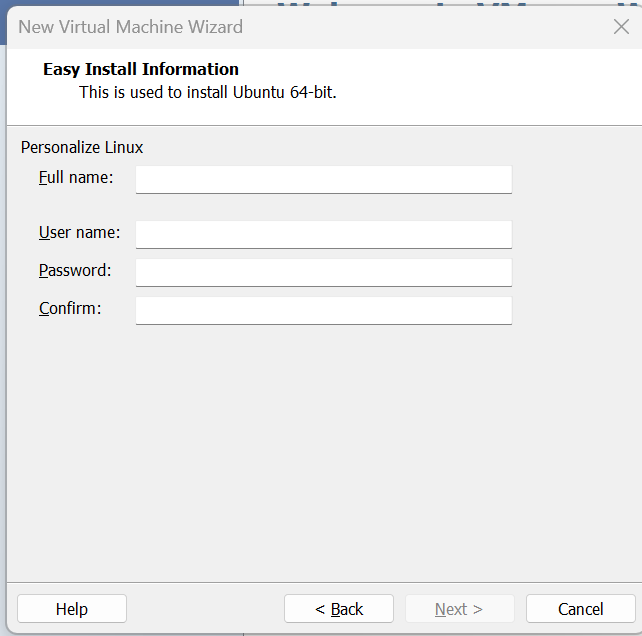 New Virtual Machine Wizard
Easy Install Information
This is used to install Ubuntu 64-bit.
Personalize Linux
Full name:
User name:
Password:
Confirm:
Help
< Back
Next >
Cancel